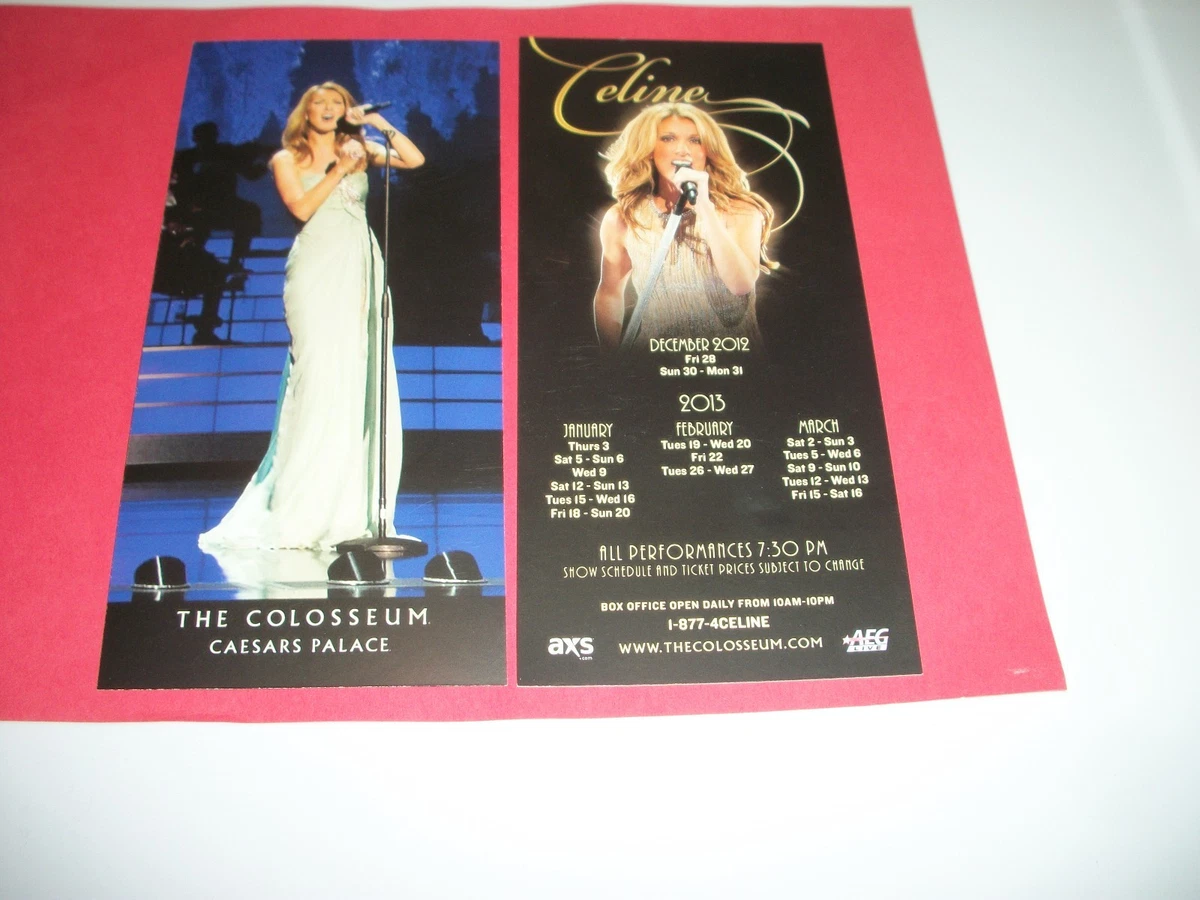 THE COLOSSEUM
CAESARS PALACE
Celine
DECEMBER 2012
Fri 28
Sun 30 - Mon 31
2013
JANUARY
Thurs 3
Sat 5 - Sun 6
Wed 9
Sat 12 - Sun 13
Tues 15 - Wed 16
Fri 18 - Sun 20
FEBRUARY
Tues 19 - Wed 20
Fri 22
Tues 26 - Wed 27
MARCH
Sat 2 - Sun 3
Tues 5 - Wed 6
Sat 9 - Sun 10
Tues 12 - Wed 13
Fri 15 - Sat 16
ALL PERFORMANCES 7:30 PM
SHOW SCHEDULE AND TICKET PRICES SUBJECT TO CHANGE
BOX OFFICE OPEN DAILY FROM 10AM-10PM
1-877-4CELINE
axs.com
WWW.THECOLOSSEUM.COM
AEG
LIVE